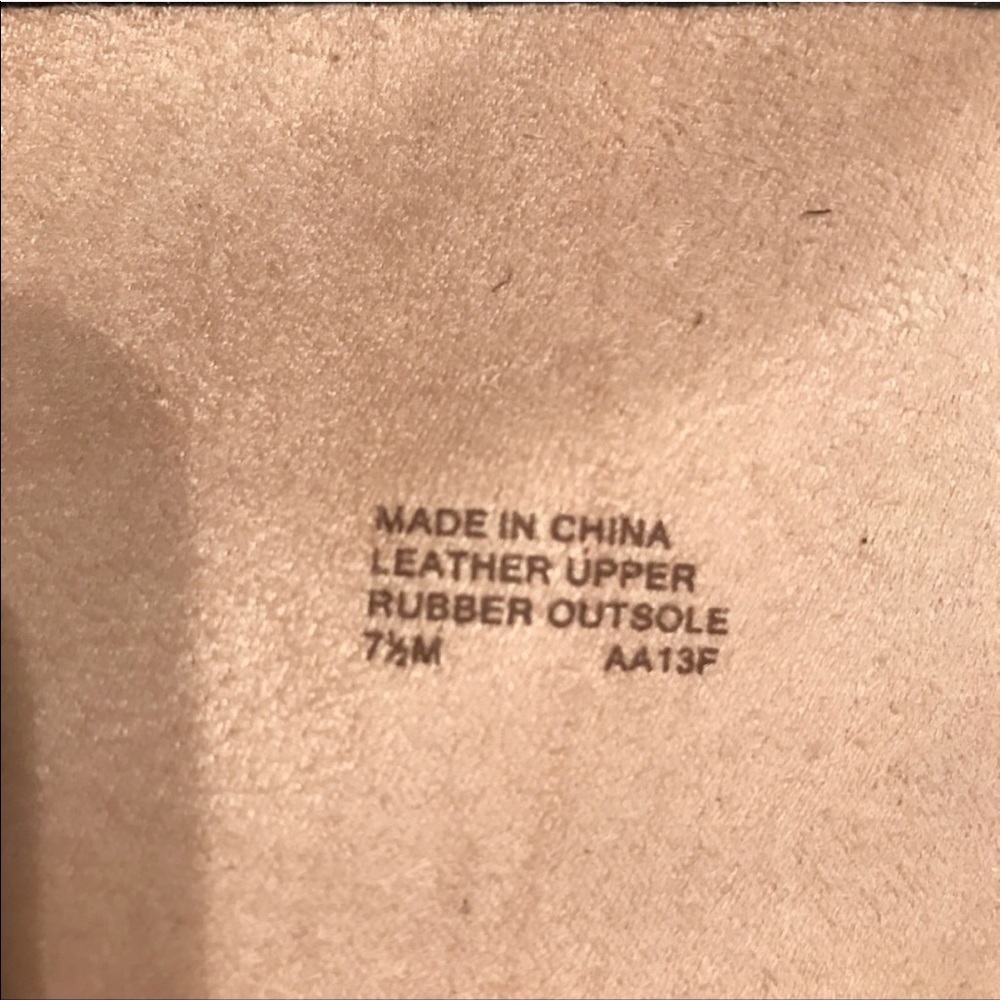 MADE IN CHINA
LEATHER UPPER
RUBBER OUTSOLE
7½M AA13F